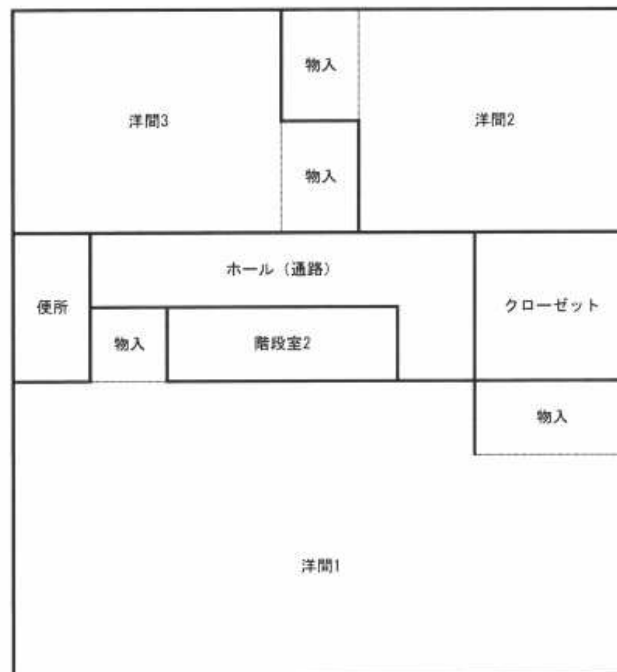 物入
洋間3
洋間2
物入
ホール（通路）
便所
クローゼット
物入
階段室2
物入
洋間1